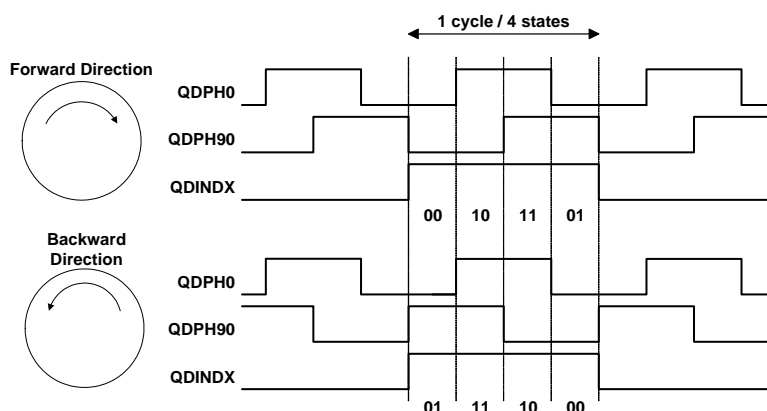 1 cycle / 4 states
Forward Direction
QDPH0
QDPH90
QDINDX
00 10 11 01
Backward
Direction
QDPH0
QDPH90
QDINDX
01 11 10 00